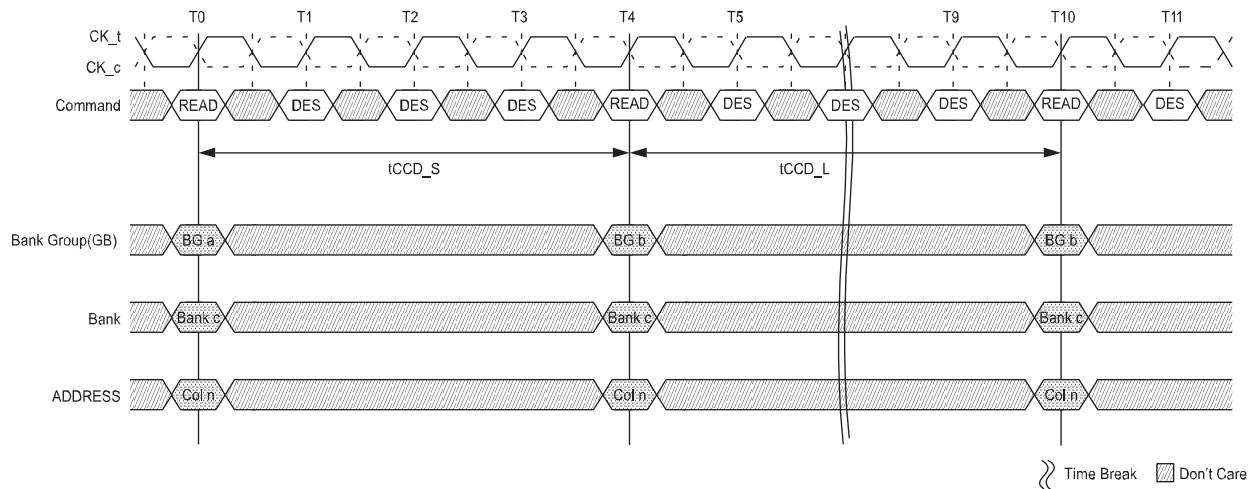 T0 T1 T2 T3 T4 T5 T9 T10 T11
CK_t
CK_c
Command READ DES DES DES READ DES DES DES READ DES
tCCD_S tCCD_L
Bank Group(GB) BG a BG b BG b
Bank Bank c Bank c Bank c
ADDRESS Col n Col n Col n
Time Break Don't Care